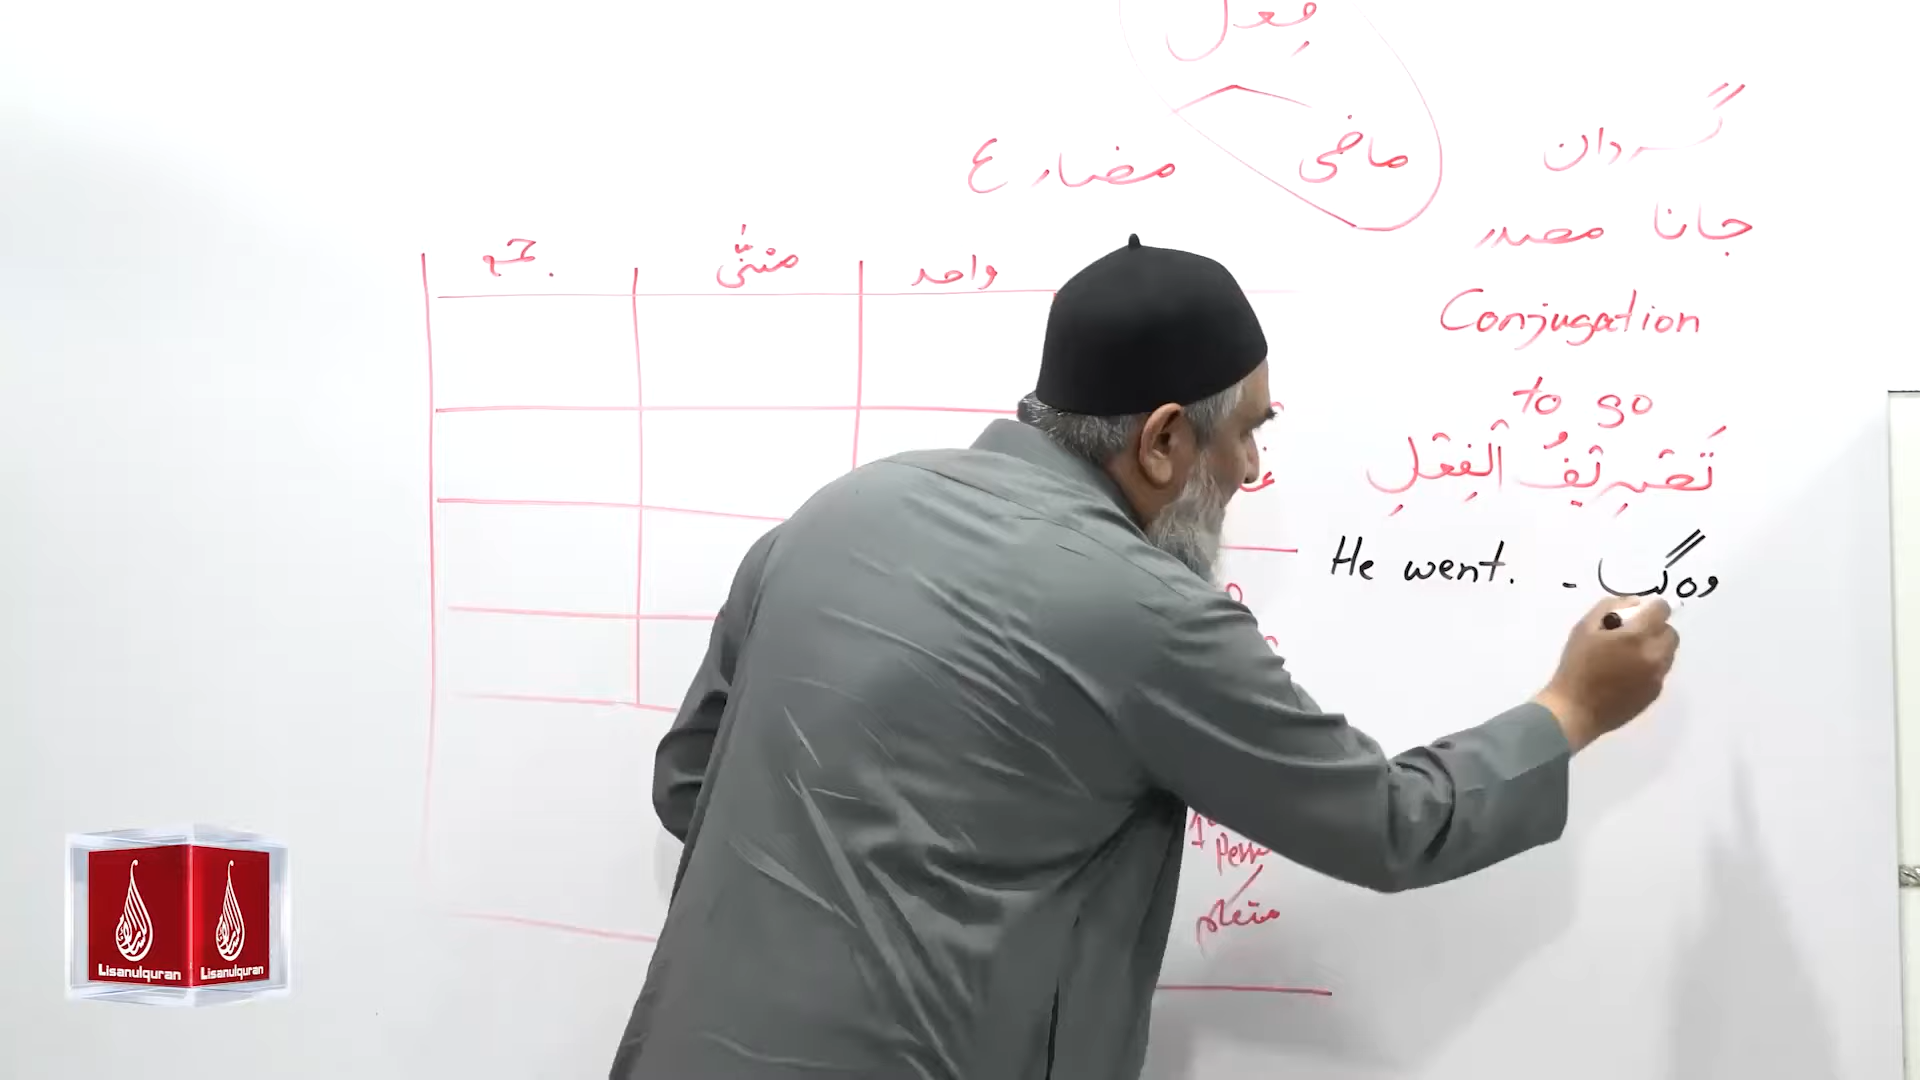 فعل
ماضی مضارع
گردان
جانا مصدر
Conjugation
to go
تَصْرِيْفُ اَلْفِعْلِ
He went. - وہ گیا
واحد مثنّٰى جمع
1
متکلم
Lisanulquran Lisanulquran